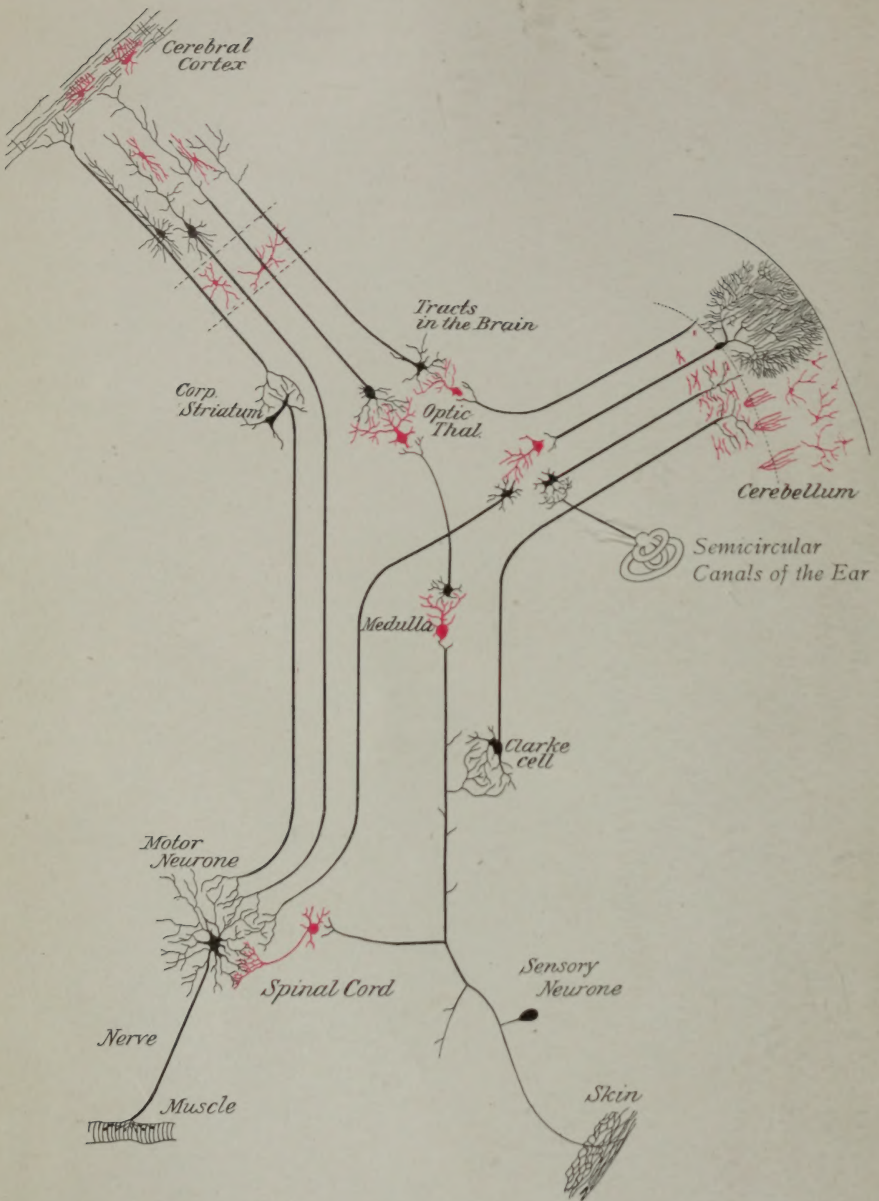 Cerebral
Cortex
Tracts
in the Brain
Corp.
Striatum
Optic
Thal.
Cerebellum
Semicircular
Canals of the Ear
Medulla
Clarke
cell
Motor
Neurone
Spinal Cord
Sensory
Neurone
Nerve
Muscle
Skin